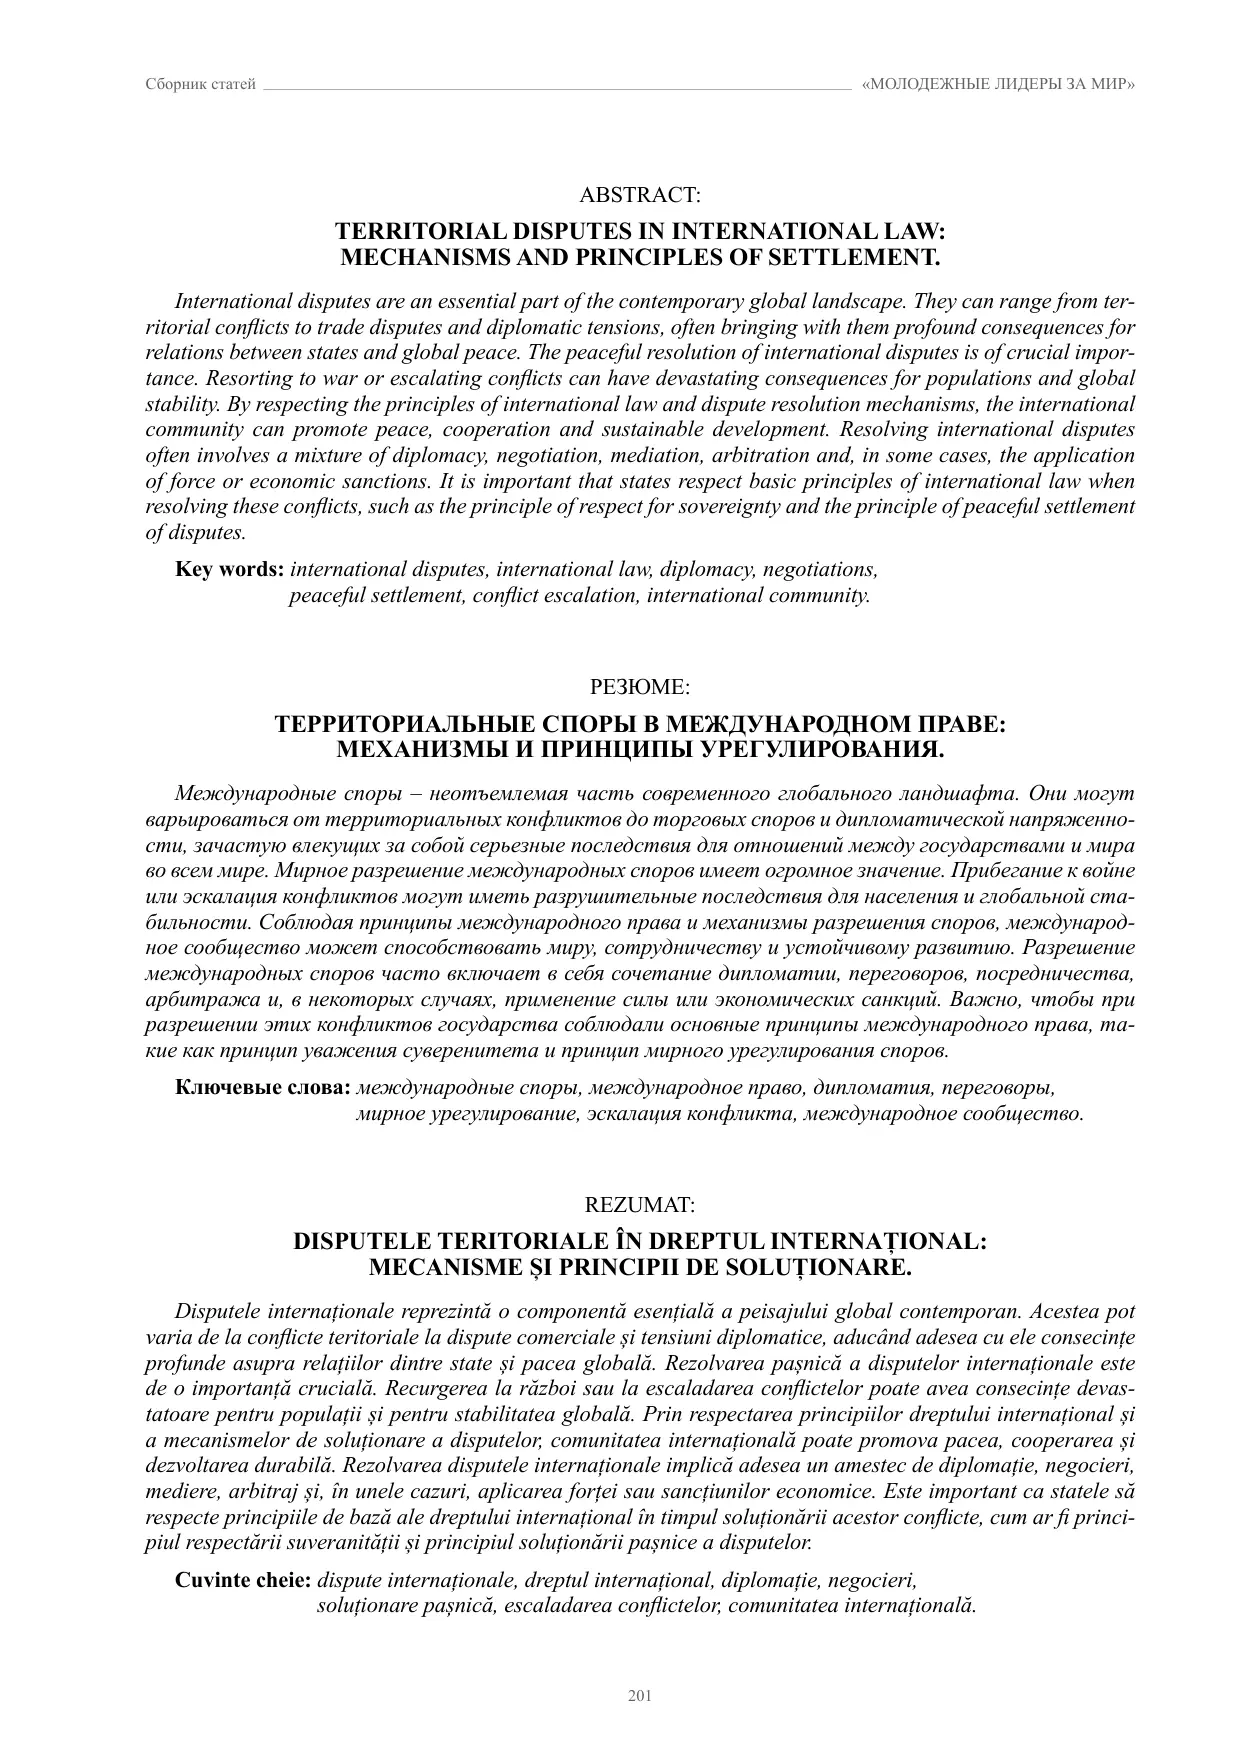 Сборник статей «МОЛОДЕЖНЫЕ ЛИДЕРЫ ЗА МИР»
ABSTRACT:
TERRITORIAL DISPUTES IN INTERNATIONAL LAW:
MECHANISMS AND PRINCIPLES OF SETTLEMENT.
International disputes are an essential part of the contemporary global landscape. They can range from ter-
ritorial conflicts to trade disputes and diplomatic tensions, often bringing with them profound consequences for
relations between states and global peace. The peaceful resolution of international disputes is of crucial impor-
tance. Resorting to war or escalating conflicts can have devastating consequences for populations and global
stability. By respecting the principles of international law and dispute resolution mechanisms, the international
community can promote peace, cooperation and sustainable development. Resolving international disputes
often involves a mixture of diplomacy, negotiation, mediation, arbitration and, in some cases, the application
of force or economic sanctions. It is important that states respect basic principles of international law when
resolving these conflicts, such as the principle of respect for sovereignty and the principle of peaceful settlement
of disputes.
Key words: international disputes, international law, diplomacy, negotiations,
peaceful settlement, conflict escalation, international community.
РЕЗЮМЕ:
ТЕРРИТОРИАЛЬНЫЕ СПОРЫ В МЕЖДУНАРОДНОМ ПРАВЕ:
МЕХАНИЗМЫ И ПРИНЦИПЫ УРЕГУЛИРОВАНИЯ.
Международные споры – неотъемлемая часть современного глобального ландшафта. Они могут
варьироваться от территориальных конфликтов до торговых споров и дипломатической напряженно-
сти, зачастую влекущих за собой серьезные последствия для отношений между государствами и мира
во всем мире. Мирное разрешение международных споров имеет огромное значение. Прибегание к войне
или эскалация конфликтов могут иметь разрушительные последствия для населения и глобальной ста-
бильности. Соблюдая принципы международного права и механизмы разрешения споров, международ-
ное сообщество может способствовать миру, сотрудничеству и устойчивому развитию. Разрешение
международных споров часто включает в себя сочетание дипломатии, переговоров, посредничества,
арбитража и, в некоторых случаях, применение силы или экономических санкций. Важно, чтобы при
разрешении этих конфликтов государства соблюдали основные принципы международного права, та-
кие как принцип уважения суверенитета и принцип мирного урегулирования споров.
Ключевые слова: международные споры, международное право, дипломатия, переговоры,
мирное урегулирование, эскалация конфликта, международное сообщество.
REZUMAT:
DISPUTELE TERITORIALE ÎN DREPTUL INTERNAȚIONAL:
MECANISME ȘI PRINCIPII DE SOLUȚIONARE.
Disputele internaționale reprezintă o componentă esențială a peisajului global contemporan. Acestea pot
varia de la conflicte teritoriale la dispute comerciale și tensiuni diplomatice, aducând adesea cu ele consecințe
profunde asupra relațiilor dintre state și pacea globală. Rezolvarea pașnică a disputelor internaționale este
de o importanță crucială. Recurgerea la război sau la escaladarea conflictelor poate avea consecințe devas-
tatoare pentru populații și pentru stabilitatea globală. Prin respectarea principiilor dreptului internațional și
a mecanismelor de soluționare a disputelor, comunitatea internațională poate promova pacea, cooperarea și
dezvoltarea durabilă. Rezolvarea disputele internaționale implică adesea un amestec de diplomație, negocieri,
mediere, arbitraj și, în unele cazuri, aplicarea forței sau sancțiunilor economice. Este important ca statele să
respecte principiile de bază ale dreptului internațional în timpul soluționării acestor conflicte, cum ar fi princi-
piul respectării suveranității și principiul soluționării pașnice a disputelor.
Cuvinte cheie: dispute internaționale, dreptul internațional, diplomație, negocieri,
soluționare pașnică, escaladarea conflictelor, comunitatea internațională.
201